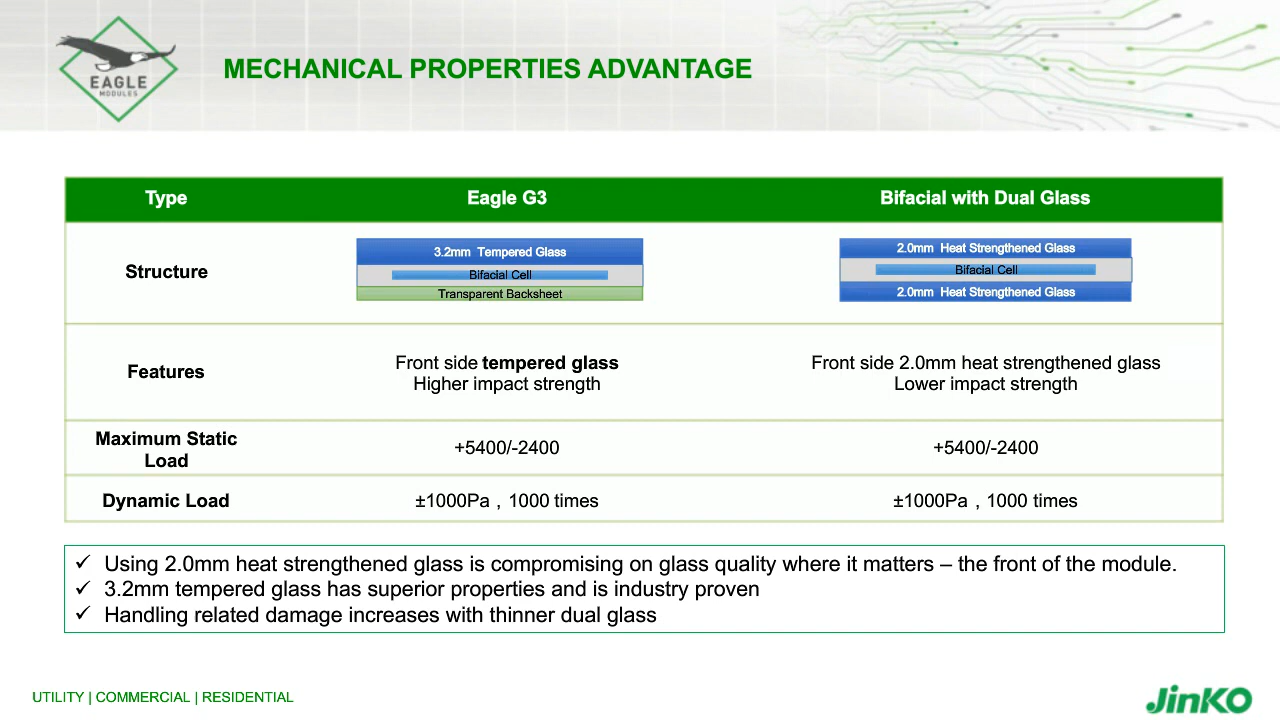 EAGLE
MODULES
MECHANICAL PROPERTIES ADVANTAGE
Type Eagle G3 Bifacial with Dual Glass
Structure
3.2mm Tempered Glass
Bifacial Cell
Transparent Backsheet
2.0mm Heat Strengthened Glass
Bifacial Cell
2.0mm Heat Strengthened Glass
Features
Front side tempered glass
Higher impact strength
Front side 2.0mm heat strengthened glass
Lower impact strength
Maximum Static
Load
+5400/-2400
+5400/-2400
Dynamic Load ±1000Pa，1000 times ±1000Pa，1000 times
✓ Using 2.0mm heat strengthened glass is compromising on glass quality where it matters – the front of the module.
✓ 3.2mm tempered glass has superior properties and is industry proven
✓ Handling related damage increases with thinner dual glass
UTILITY | COMMERCIAL | RESIDENTIAL
JinKO